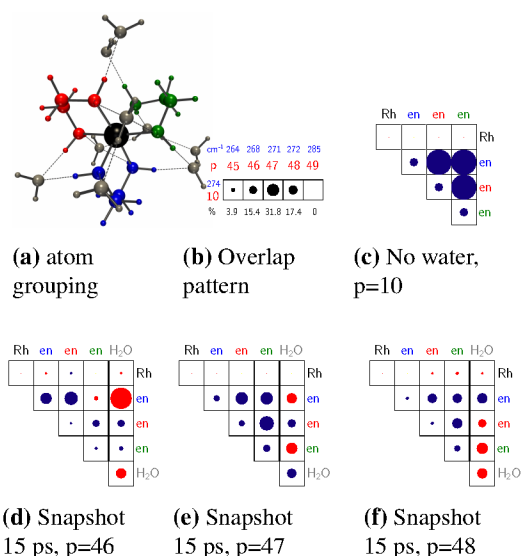 cm⁻¹ 264 268 271 272 285
p 45 46 47 48 49
274
10
% 3.9 15.4 31.8 17.4 0
(a) atom
grouping
(b) Overlap
pattern
Rh en en en
Rh
en
en
en
(c) No water,
p=10
Rh en en en H₂O
Rh
en
en
en
H₂O
(d) Snapshot
15 ps, p=46
Rh en en en H₂O
Rh
en
en
en
H₂O
(e) Snapshot
15 ps, p=47
Rh en en en H₂O
Rh
en
en
en
H₂O
(f) Snapshot
15 ps, p=48